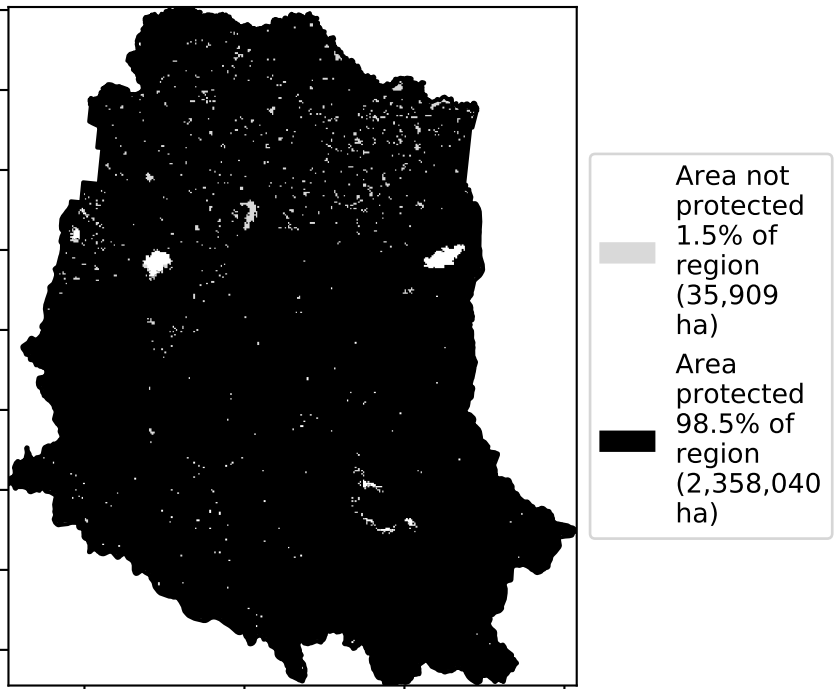 Area not
protected
1.5% of
region
(35,909
ha)
Area
protected
98.5% of
region
(2,358,040
ha)